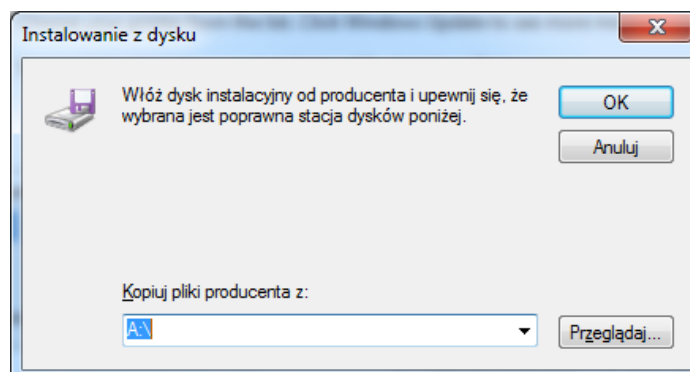 Instalowanie z dysku
Włóż dysk instalacyjny od producenta i upewnij się, że
wybrana jest poprawna stacja dysków poniżej.
OK
Anuluj
Kopiuj pliki producenta z:
A:\
Przeglądaj...